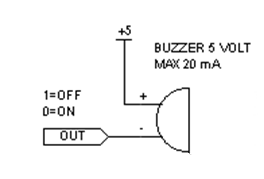 +5
BUZZER 5 VOLT
MAX 20 mA
1=OFF
0=ON
+
OUT
-